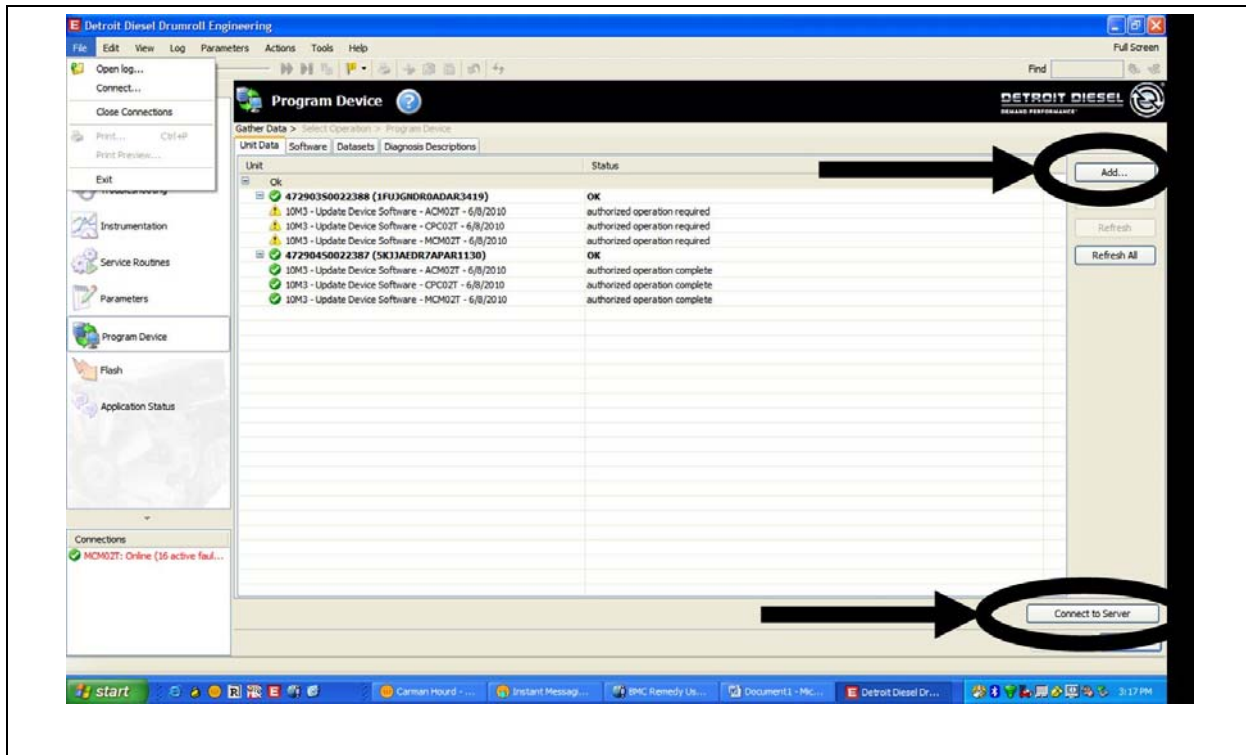 Detroit Diesel Drumroll Engineering
File Edit View Log Parameters Actions Tools Help Full Screen
Open log...
Connect...
Close Connections
Print... Ctrl+P
Print Preview...
Exit
Find
Program Device
DETROIT DIESEL
DEMAND PERFORMANCE
Gather Data > Select Operation > Program Device
Unit Data Software Datasets Diagnosis Descriptions
Unit Status
Ok
47290350022388 (1FUJGNDR0ADAR3419) OK
10M3 - Update Device Software - ACM02T - 6/8/2010 authorized operation required
10M3 - Update Device Software - CPC02T - 6/8/2010 authorized operation required
10M3 - Update Device Software - MCM02T - 6/8/2010 authorized operation required
47290450022387 (5KJJAEDR7APAR1130) OK
10M3 - Update Device Software - ACM02T - 6/8/2010 authorized operation complete
10M3 - Update Device Software - CPC02T - 6/8/2010 authorized operation complete
10M3 - Update Device Software - MCM02T - 6/8/2010 authorized operation complete
Add...
Refresh
Refresh All
Instrumentation
Service Routines
Parameters
Program Device
Flash
Application Status
Connections
MCM02T: Online (16 active faul...
Connect to Server
start
Carman Hourd - ...
Instant Messagi...
BMC Remedy Us...
Document1 - Mic...
Detroit Diesel Dr...
3:17 PM